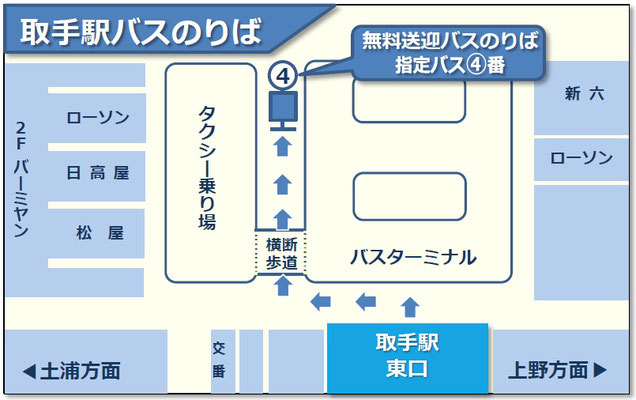 取手駅バスのりば
無料送迎バスのりば
指定バス④番
④
新六
ローソン
ローソン
日高屋
松屋
2Fバーミヤン
タクシー乗り場
横断
歩道
バスターミナル
◀土浦方面
交番
取手駅
東口
上野方面▶